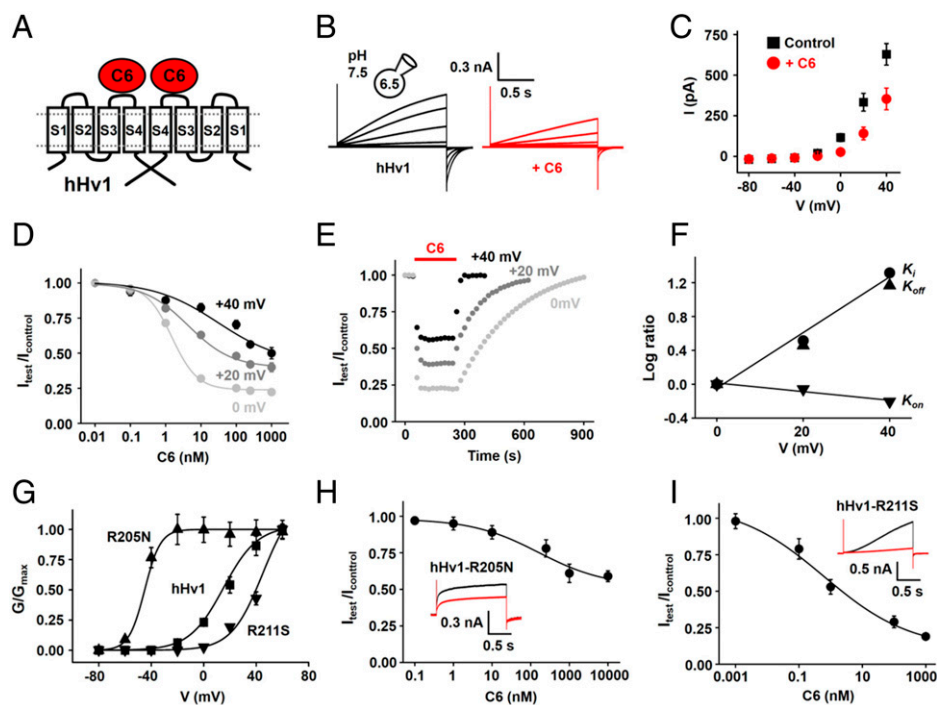 A
C6 C6
S1 S2 S3 S4 S4 S3 S2 S1
hHv1
B
pH
7.5
6.5
0.3 nA
0.5 s
hHv1
+ C6
C
750
500
250
0
I (pA)
Control
+ C6
-80 -40 0 40
V (mV)
D
1.00
0.75
0.50
0.25
0.00
Itest/Iconttrol
+40 mV
+20 mV
0 mV
0.01 0.1 1 10 100 1000
C6 (nM)
E
C6
1.00
0.75
0.50
0.25
0.00
Itest/Iconttrol
+40 mV
+20 mV
0mV
0 300 600 900
Time (s)
F
1.2
0.4
0.0
-0.4
Log ratio
Ki
Koff
Kon
0 20 40
V (mV)
G
1.00
0.75
0.50
0.25
0.00
G/Gmax
R205N
hHv1
R211S
-80 -40 0 40 80
V (mV)
H
1.00
0.75
0.50
0.25
0.00
Itest/Icontrol
hHv1-R205N
0.3 nA
0.5 s
0.1 1 10 100 1000 10000
C6 (nM)
I
1.00
0.75
0.50
0.25
0.00
Itest/Icontrol
hHv1-R211S
0.5 nA
0.5 s
0.001 0.1 10 1000
C6 (nM)